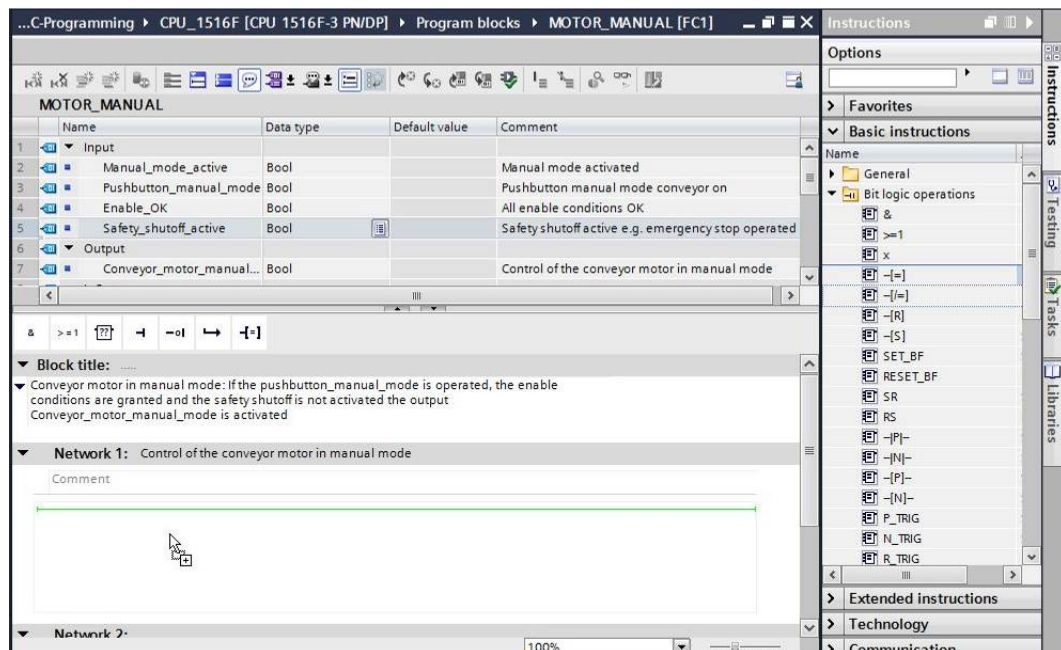 ...C-Programming ▸ CPU_1516F [CPU 1516F-3 PN/DP] ▸ Program blocks ▸ MOTOR_MANUAL [FC1]
MOTOR_MANUAL
Name Data type Default value Comment
1 Input
2 Manual_mode_active Bool Manual mode activated
3 Pushbutton_manual_mode Bool Pushbutton manual mode conveyor on
4 Enable_OK Bool All enable conditions OK
5 Safety_shutoff_active Bool Safety shutoff active e.g. emergency stop operated
6 Output
7 Conveyor_motor_manual... Bool Control of the conveyor motor in manual mode
& >=1 ?? ⊣ –o| ↦ –[=]
Block title: .....
Conveyor motor in manual mode: If the pushbutton_manual_mode is operated, the enable
conditions are granted and the safety shutoff is not activated the output
Conveyor_motor_manual_mode is activated
Network 1: Control of the conveyor motor in manual mode
Comment
Network 2:
100%
Instructions
Options
Favorites
Basic instructions
Name
General
Bit logic operations
&
>=1
x
–[=]
–[/=]
–[R]
–[S]
SET_BF
RESET_BF
SR
RS
–|P|–
–|N|–
–[P]–
–[N]–
P_TRIG
N_TRIG
R_TRIG
Extended instructions
Technology
Communication
Instructions
Testing
Tasks
Libraries